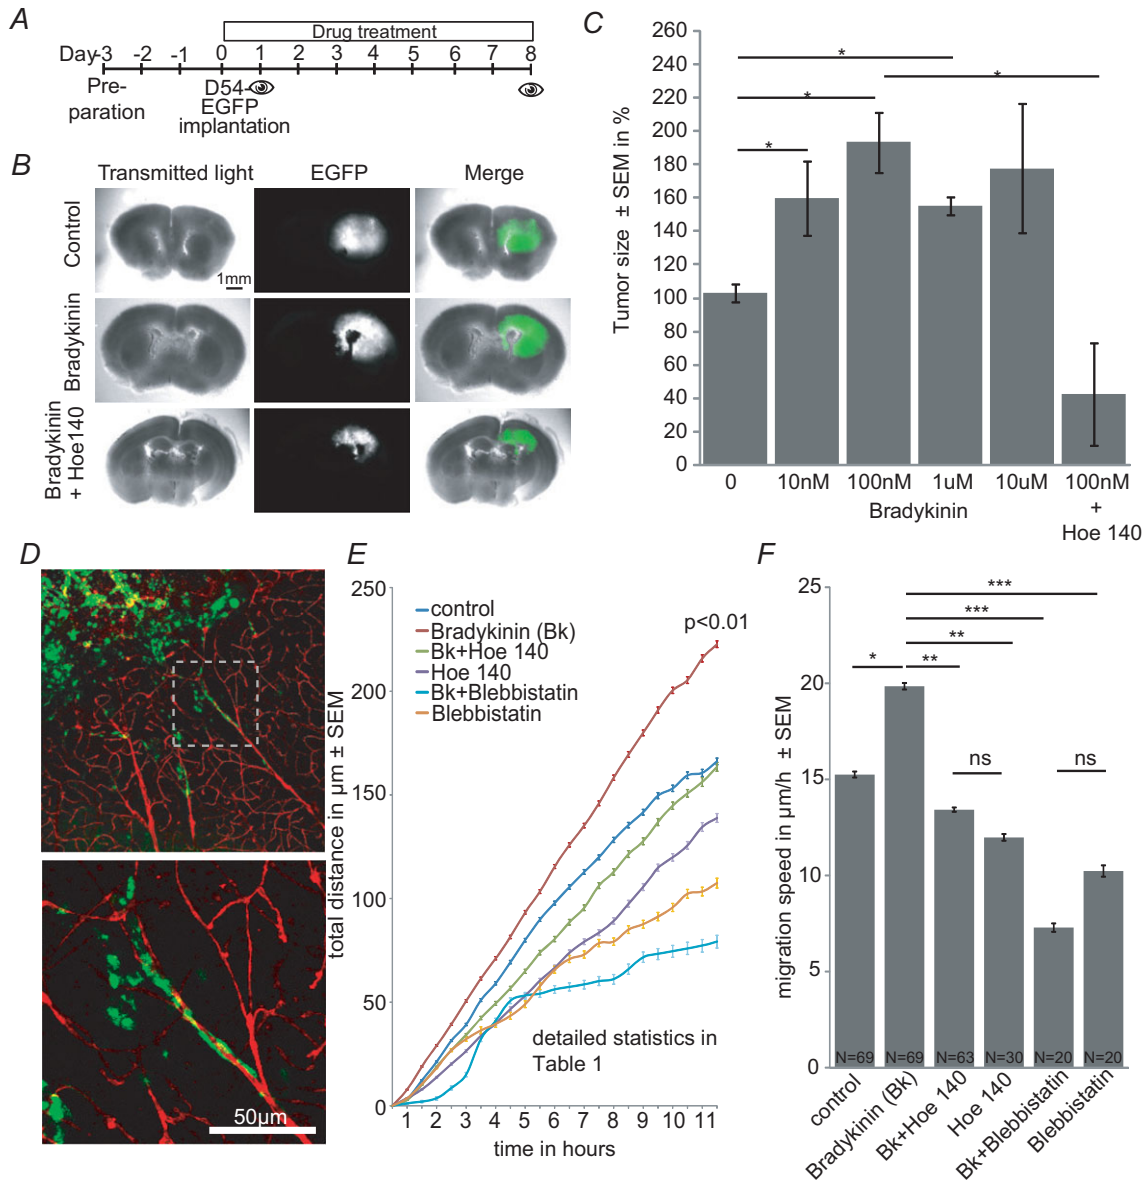 A
Drug treatment
Day-3 -2 -1 0 1 2 3 4 5 6 7 8
Pre-
paration
D54-
EGFP
implantation
B
Transmitted light EGFP Merge
Control
1mm
Bradykinin
Bradykinin
+ Hoe140
C
Tumor size ± SEM in %
260
240
220
200
180
160
140
120
100
80
60
40
20
0
*
*
*
*
0 10nM 100nM 1uM 10uM 100nM
Bradykinin
+
Hoe 140
D
50µm
E
total distance in µm ± SEM
250
200
150
100
50
0
control
Bradykinin (Bk)
Bk+Hoe 140
Hoe 140
Bk+Blebbistatin
Blebbistatin
p<0.01
detailed statistics in
Table 1
1 2 3 4 5 6 7 8 9 10 11
time in hours
F
migration speed in µm/h ± SEM
25
20
15
10
5
0
***
***
**
* **
ns
ns
N=69 N=69 N=63 N=30 N=20 N=20
control
Bradykinin (Bk)
Bk+Hoe 140
Hoe 140
Bk+Blebbistatin
Blebbistatin